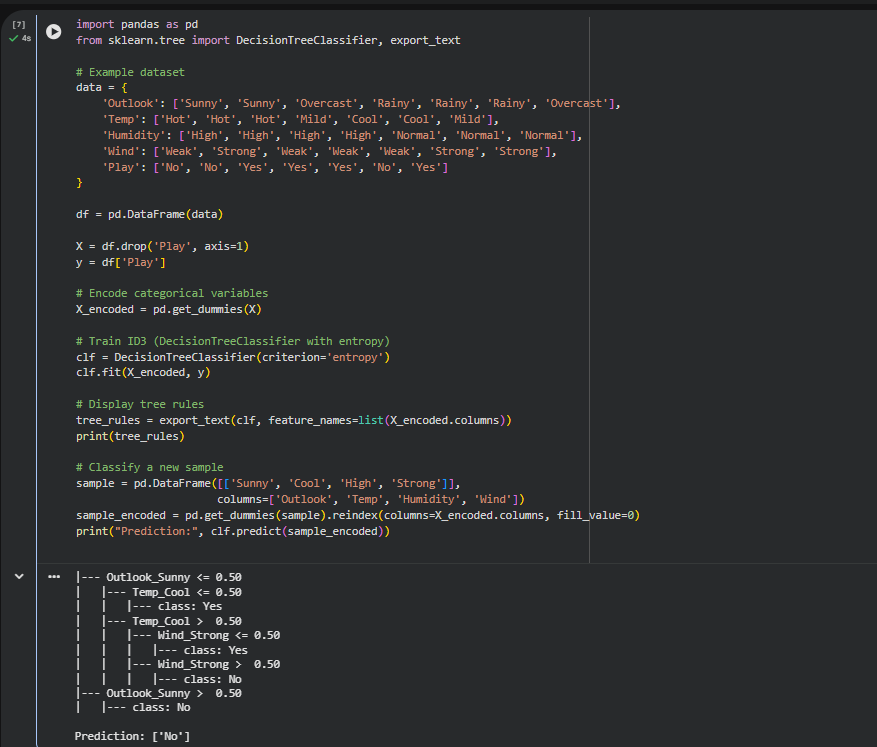 [7]
4s
import pandas as pd
from sklearn.tree import DecisionTreeClassifier, export_text

# Example dataset
data = {
    'Outlook': ['Sunny', 'Sunny', 'Overcast', 'Rainy', 'Rainy', 'Rainy', 'Overcast'],
    'Temp': ['Hot', 'Hot', 'Hot', 'Mild', 'Cool', 'Cool', 'Mild'],
    'Humidity': ['High', 'High', 'High', 'High', 'Normal', 'Normal', 'Normal'],
    'Wind': ['Weak', 'Strong', 'Weak', 'Weak', 'Weak', 'Strong', 'Strong'],
    'Play': ['No', 'No', 'Yes', 'Yes', 'Yes', 'No', 'Yes']
}

df = pd.DataFrame(data)

X = df.drop('Play', axis=1)
y = df['Play']

# Encode categorical variables
X_encoded = pd.get_dummies(X)

# Train ID3 (DecisionTreeClassifier with entropy)
clf = DecisionTreeClassifier(criterion='entropy')
clf.fit(X_encoded, y)

# Display tree rules
tree_rules = export_text(clf, feature_names=list(X_encoded.columns))
print(tree_rules)

# Classify a new sample
sample = pd.DataFrame([['Sunny', 'Cool', 'High', 'Strong']],
                     columns=['Outlook', 'Temp', 'Humidity', 'Wind'])
sample_encoded = pd.get_dummies(sample).reindex(columns=X_encoded.columns, fill_value=0)
print("Prediction:", clf.predict(sample_encoded))

|--- Outlook_Sunny <= 0.50
|   |--- Temp_Cool <= 0.50
|   |   |--- class: Yes
|   |--- Temp_Cool >  0.50
|   |   |--- Wind_Strong <= 0.50
|   |   |   |--- class: Yes
|   |   |--- Wind_Strong >  0.50
|   |   |   |--- class: No
|--- Outlook_Sunny >  0.50
|   |--- class: No

Prediction: ['No']